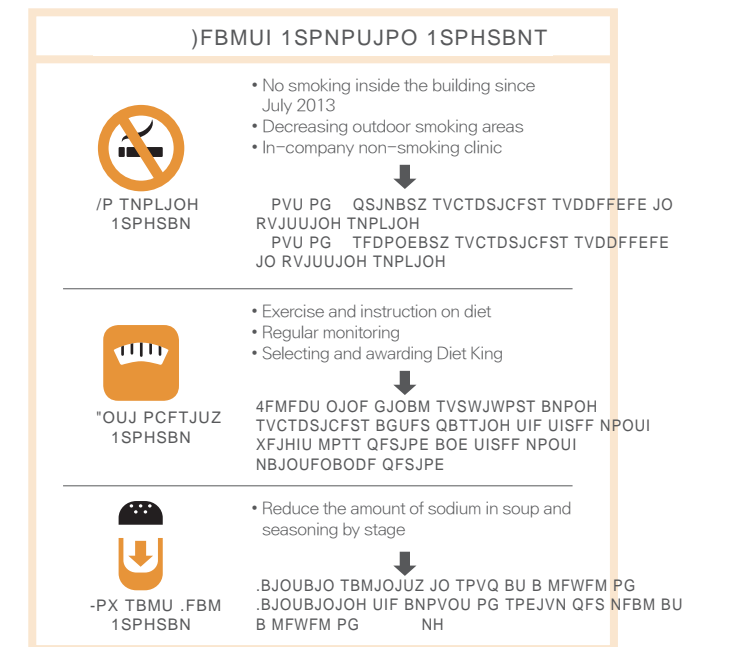 )FBMUI 1SPNPUJPO 1SPHSBNT
• No smoking inside the building since
July 2013
• Decreasing outdoor smoking areas
• In-company non-smoking clinic
/P TNPLJOH
1SPHSBN
PVU PG QSJNBSZ TVCTDSJCFST TVDDFFEFE JO
RVJUUJOH TNPLJOH
PVU PG TFDPOEBSZ TVCTDSJCFST TVDDFFEFE
JO RVJUUJOH TNPLJOH
• Exercise and instruction on diet
• Regular monitoring
• Selecting and awarding Diet King
"OUJ PCFTJUZ
1SPHSBN
4FMFDU OJOF GJOBM TVSWJWPST BNPOH
TVCTDSJCFST BGUFS QBTTJOH UIF UISFF NPOUI
XFJHIU MPTT QFSJPE BOE UISFF NPOUI
NBJOUFOBODF QFSJPE
• Reduce the amount of sodium in soup and
seasoning by stage
-PX TBMU .FBM
1SPHSBN
.BJOUBJO TBMJOJUZ JO TPVQ BU B MFWFM PG
.BJOUBJOJOH UIF BNPVOU PG TPEJVN QFS NFBM BU
B MFWFM PG NH